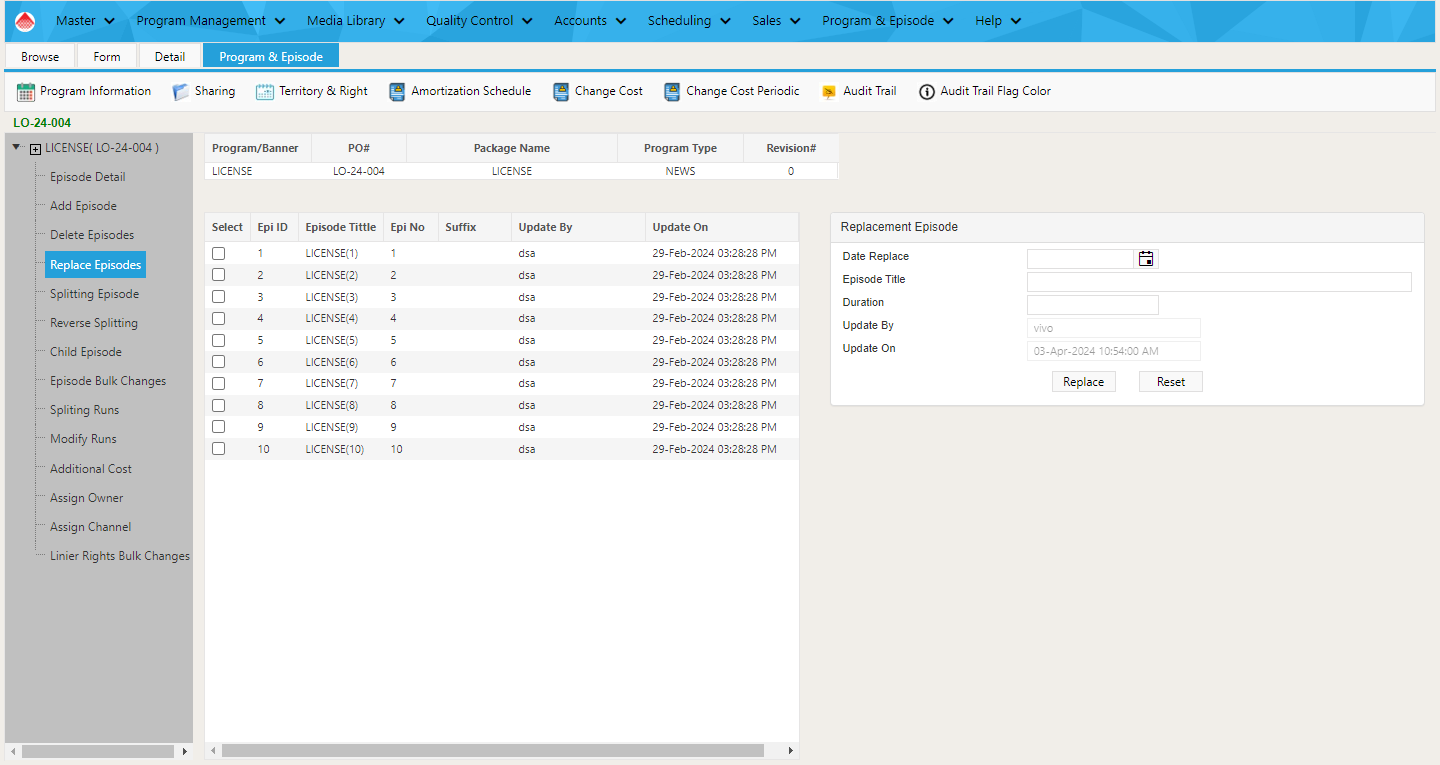 Master Program Management Media Library Quality Control Accounts Scheduling Sales Program & Episode Help
Browse Form Detail Program & Episode
Program Information Sharing Territory & Right Amortization Schedule Change Cost Change Cost Periodic Audit Trail Audit Trail Flag Color
LO-24-004
LICENSE( LO-24-004 )
Episode Detail
Add Episode
Delete Episodes
Replace Episodes
Splitting Episode
Reverse Splitting
Child Episode
Episode Bulk Changes
Spliting Runs
Modify Runs
Additional Cost
Assign Owner
Assign Channel
Linier Rights Bulk Changes
Program/Banner PO# Package Name Program Type Revision#
LICENSE LO-24-004 LICENSE NEWS 0
Select Epi ID Episode Tittle Epi No Suffix Update By Update On
1 LICENSE(1) 1 dsa 29-Feb-2024 03:28:28 PM
2 LICENSE(2) 2 dsa 29-Feb-2024 03:28:28 PM
3 LICENSE(3) 3 dsa 29-Feb-2024 03:28:28 PM
4 LICENSE(4) 4 dsa 29-Feb-2024 03:28:28 PM
5 LICENSE(5) 5 dsa 29-Feb-2024 03:28:28 PM
6 LICENSE(6) 6 dsa 29-Feb-2024 03:28:28 PM
7 LICENSE(7) 7 dsa 29-Feb-2024 03:28:28 PM
8 LICENSE(8) 8 dsa 29-Feb-2024 03:28:28 PM
9 LICENSE(9) 9 dsa 29-Feb-2024 03:28:28 PM
10 LICENSE(10) 10 dsa 29-Feb-2024 03:28:28 PM
Replacement Episode
Date Replace
Episode Title
Duration
Update By vivo
Update On 03-Apr-2024 10:54:00 AM
Replace Reset